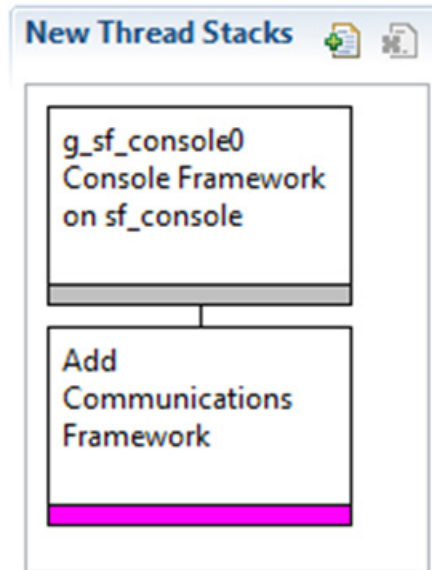 New Thread Stacks
g_sf_console0
Console Framework
on sf_console
Add
Communications
Framework